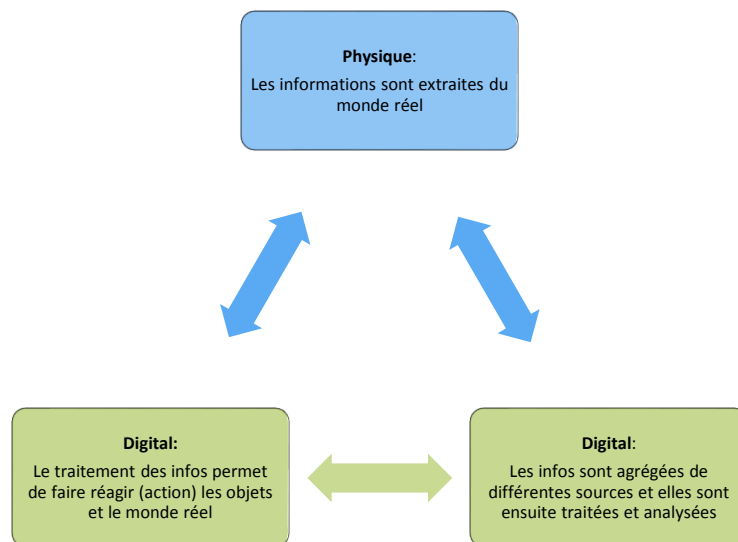 Physique:
Les informations sont extraites du
monde réel
Digital:
Le traitement des infos permet
de faire réagir (action) les objets
et le monde réel
Digital:
Les infos sont agrégées de
différentes sources et elles sont
ensuite traitées et analysées